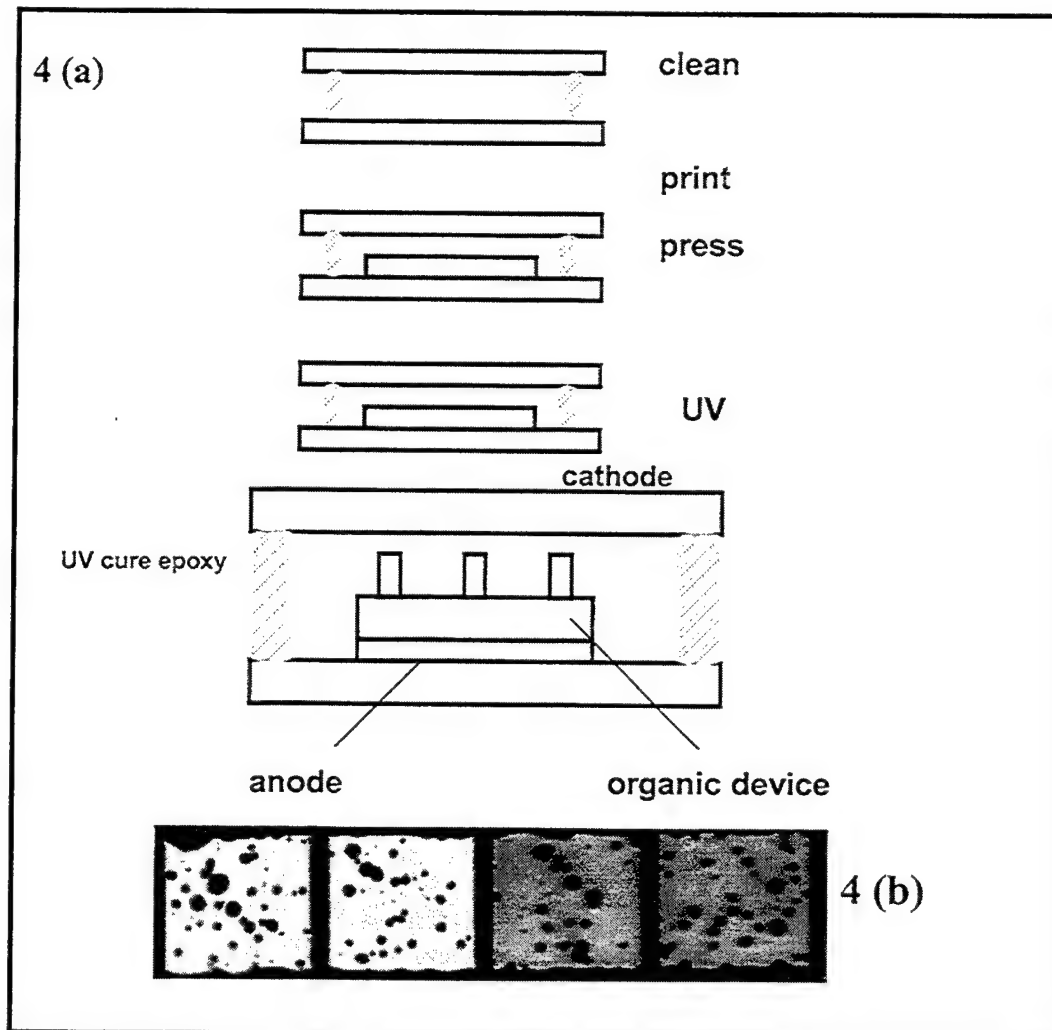 4 (a)
clean
print
press
UV
cathode
UV cure epoxy
anode
organic device
4 (b)